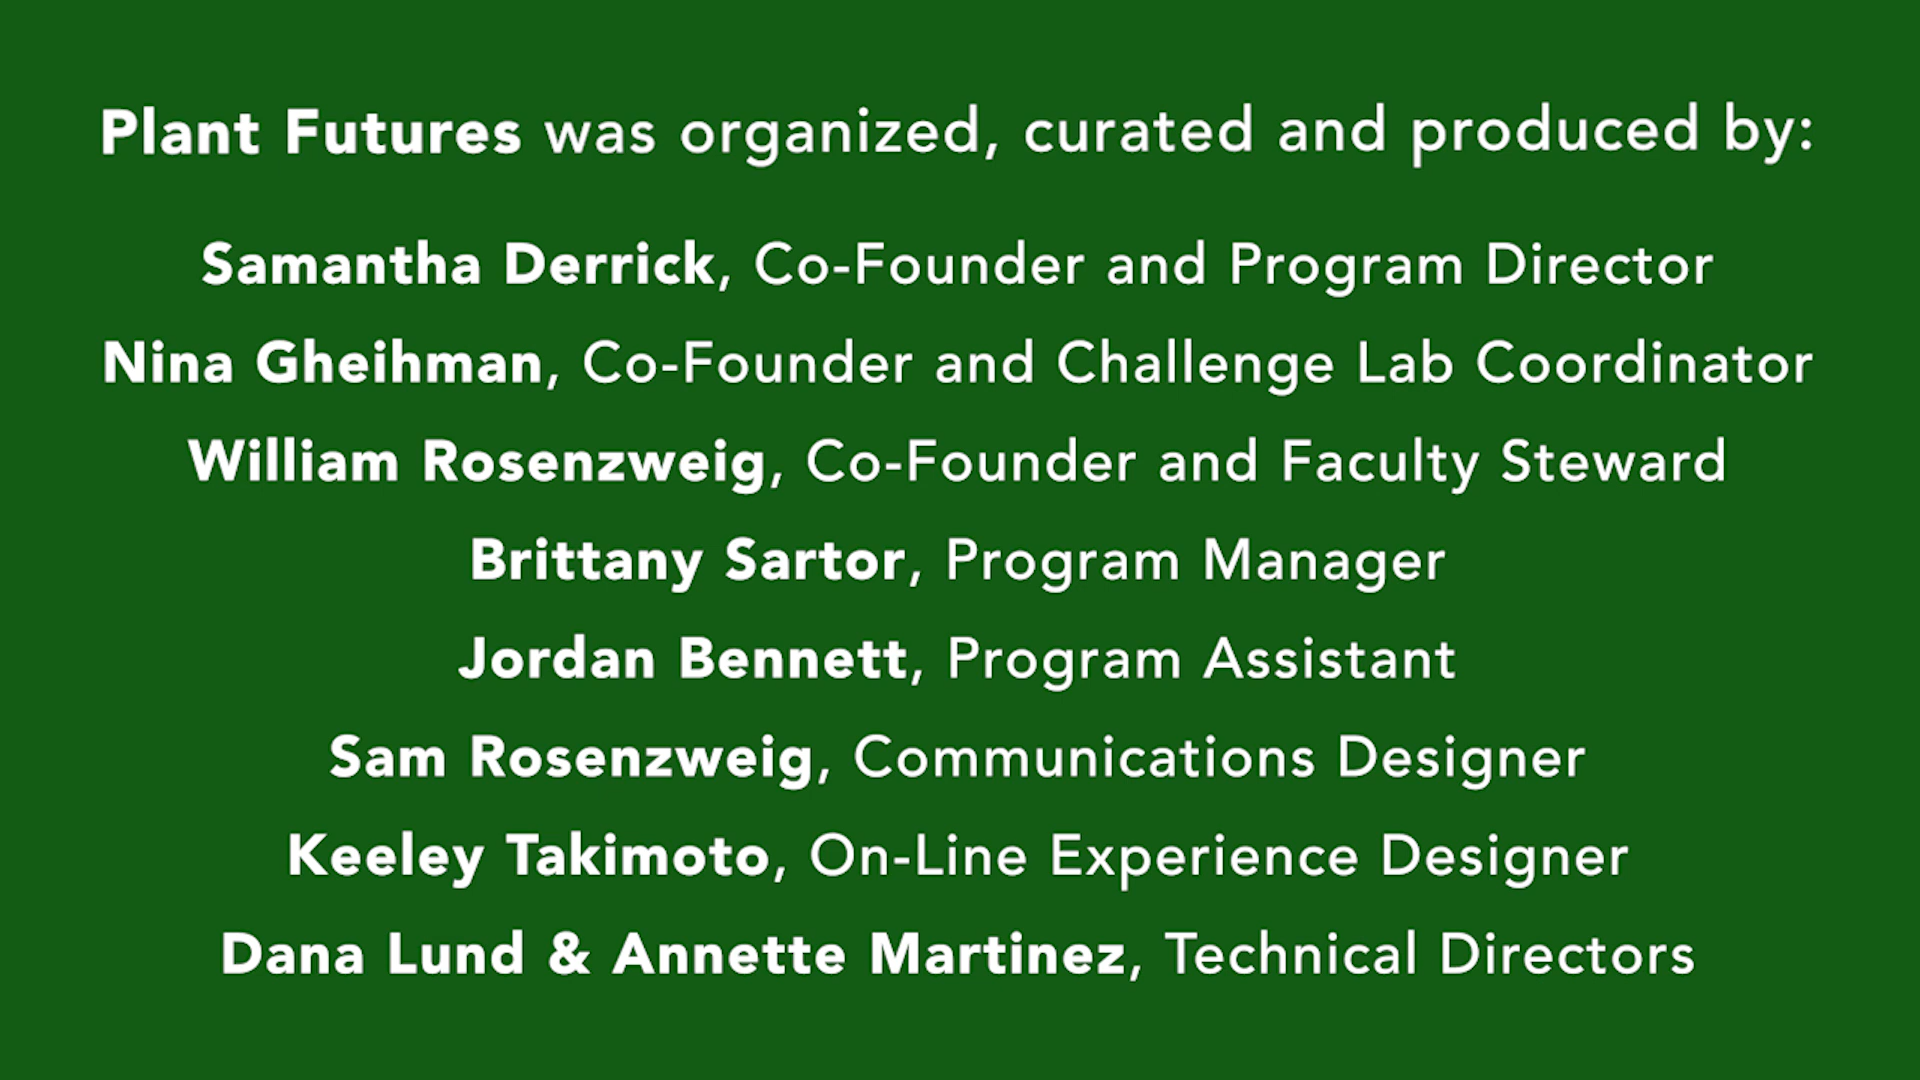 Plant Futures was organized, curated and produced by:
Samantha Derrick, Co-Founder and Program Director
Nina Gheihman, Co-Founder and Challenge Lab Coordinator
William Rosenzweig, Co-Founder and Faculty Steward
Brittany Sartor, Program Manager
Jordan Bennett, Program Assistant
Sam Rosenzweig, Communications Designer
Keeley Takimoto, On-Line Experience Designer
Dana Lund & Annette Martinez, Technical Directors